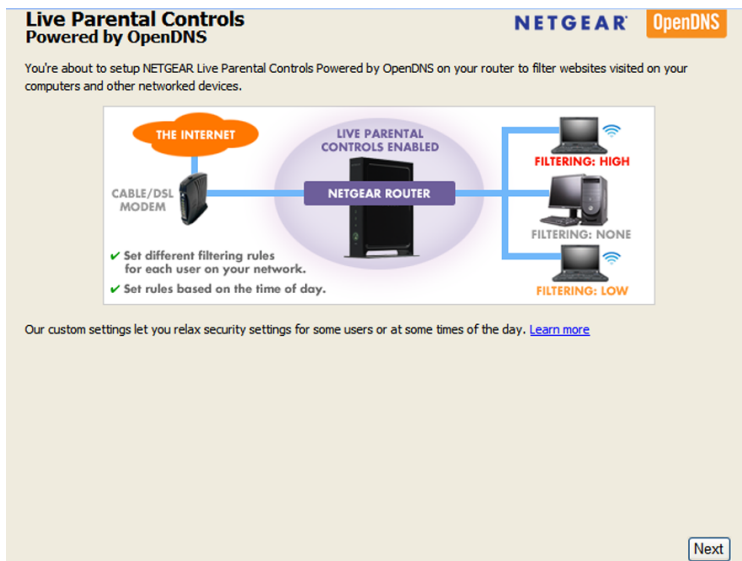 Live Parental Controls
Powered by OpenDNS
NETGEAR
OpenDNS
You're about to setup NETGEAR Live Parental Controls Powered by OpenDNS on your router to filter websites visited on your
computers and other networked devices.
THE INTERNET
CABLE/DSL
MODEM
LIVE PARENTAL
CONTROLS ENABLED
NETGEAR ROUTER
FILTERING: HIGH
FILTERING: NONE
FILTERING: LOW
✔ Set different filtering rules
for each user on your network.
✔ Set rules based on the time of day.
Our custom settings let you relax security settings for some users or at some times of the day. Learn more
Next